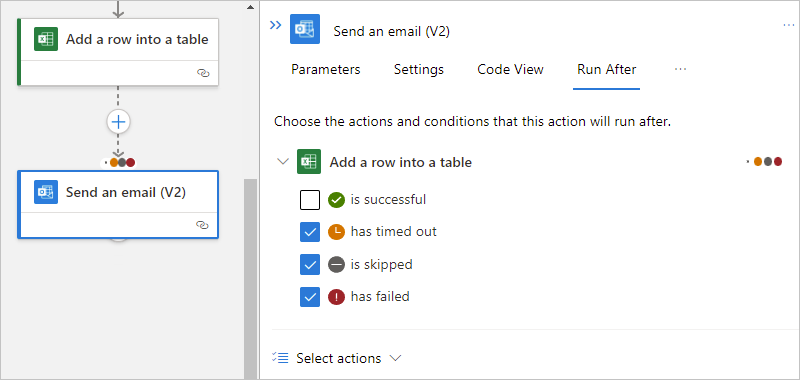 Add a row into a table
Send an email (V2)
Send an email (V2)
Parameters Settings Code View Run After
Choose the actions and conditions that this action will run after.
Add a row into a table
is successful
has timed out
is skipped
has failed
Select actions